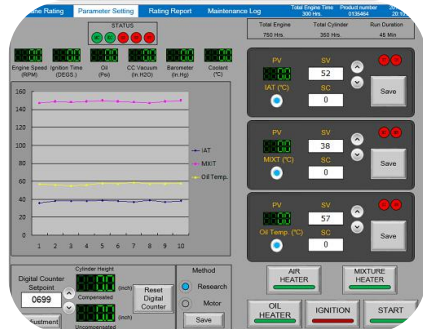 ne Rating Parameter Setting Rating Report Maintenance Log Total Engine Time Product number
300 Hrs. 0135464
STATUS
Total Engine Total Cylinder Run Duration
750 Hrs. 350 Hrs. 46 Min
Engine Speed Ignition Time Oil CC Vacuum Barometer Coolant
(RPM) (DEGS.) (Psi) (in H2O) (in Hg) (℃)
160
140
120
100
80
60
40
20
0
1 2 3 4 5 6 7 8 9 10
IAT
MIXIT
Oil Temp.
PV SV
52
IAT (℃) SC
0
Save
PV SV
38
MIXT (℃) SC
0
Save
PV SV
57
Oil Temp. (℃) SC
0
Save
Digital Counter
Setpoint
0699
justment
Cylinder Height
(inch)
Compensated
(inch)
Uncompensated
Reset
Digital
Counter
Method
Research
Motor
Save
AIR
HEATER
MIXTURE
HEATER
OIL
HEATER
IGNITION
START